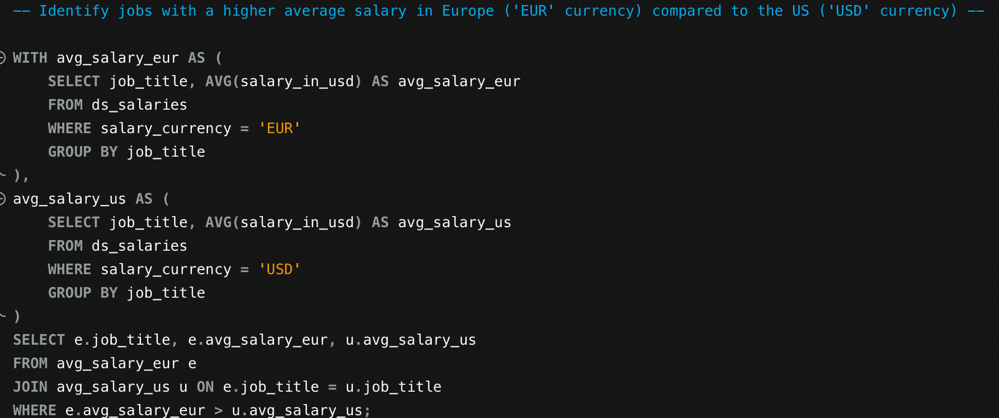 -- Identify jobs with a higher average salary in Europe ('EUR' currency) compared to the US ('USD' currency) --
WITH avg_salary_eur AS (
SELECT job_title, AVG(salary_in_usd) AS avg_salary_eur
FROM ds_salaries
WHERE salary_currency = 'EUR'
GROUP BY job_title
),
avg_salary_us AS (
SELECT job_title, AVG(salary_in_usd) AS avg_salary_us
FROM ds_salaries
WHERE salary_currency = 'USD'
GROUP BY job_title
)
SELECT e.job_title, e.avg_salary_eur, u.avg_salary_us
FROM avg_salary_eur e
JOIN avg_salary_us u ON e.job_title = u.job_title
WHERE e.avg_salary_eur > u.avg_salary_us;